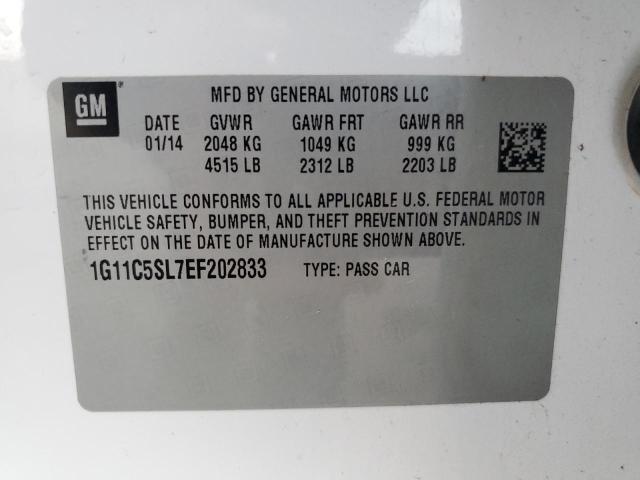 GM
MFD BY GENERAL MOTORS LLC
DATE GVWR GAWR FRT GAWR RR
01/14 2048 KG 1049 KG 999 KG
4515 LB 2312 LB 2203 LB
THIS VEHICLE CONFORMS TO ALL APPLICABLE U.S. FEDERAL MOTOR
VEHICLE SAFETY, BUMPER, AND THEFT PREVENTION STANDARDS IN
EFFECT ON THE DATE OF MANUFACTURE SHOWN ABOVE.
1G11C5SL7EF202833 TYPE: PASS CAR